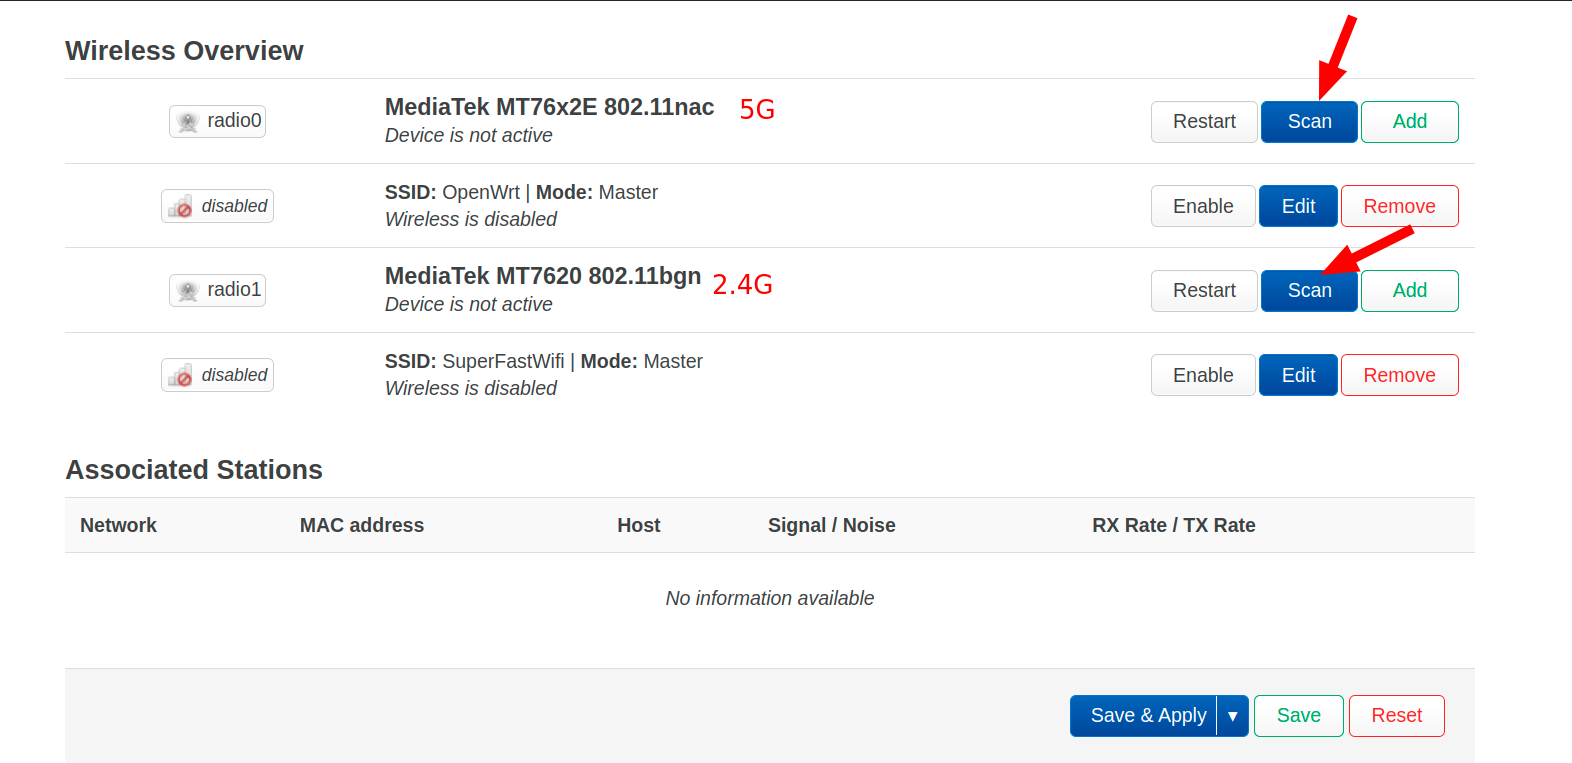 Wireless Overview
radio0
MediaTek MT76x2E 802.11nac 5G
Device is not active
Restart Scan Add
disabled
SSID: OpenWrt | Mode: Master
Wireless is disabled
Enable Edit Remove
radio1
MediaTek MT7620 802.11bgn 2.4G
Device is not active
Restart Scan Add
disabled
SSID: SuperFastWifi | Mode: Master
Wireless is disabled
Enable Edit Remove
Associated Stations
Network MAC address Host Signal / Noise RX Rate / TX Rate
No information available
Save & Apply Save Reset